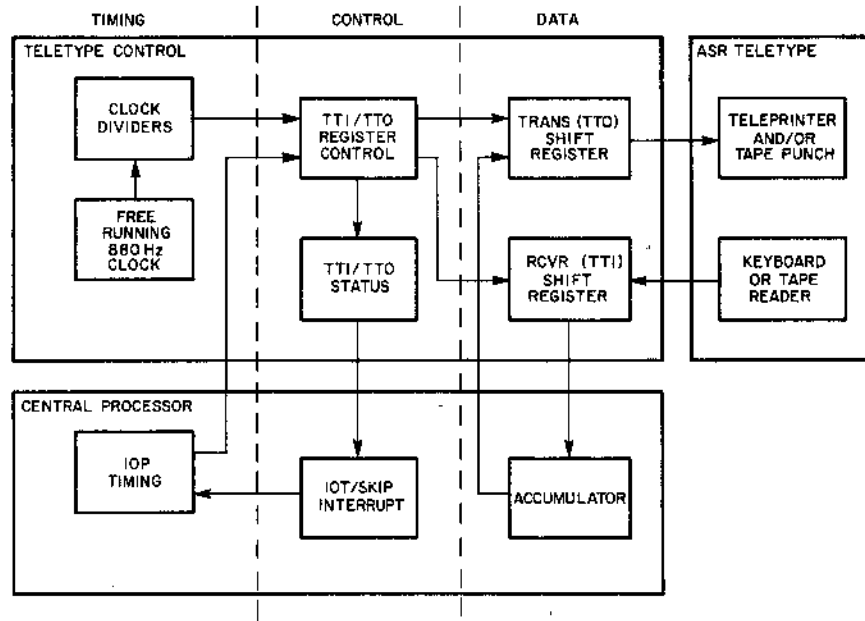 TIMING
CONTROL
DATA
TELETYPE CONTROL
ASR TELETYPE
CLOCK
DIVIDERS
TTI/TTO
REGISTER
CONTROL
TRANS (TTO)
SHIFT
REGISTER
TELEPRINTER
AND/OR
TAPE PUNCH
FREE
RUNNING
880 Hz
CLOCK
TTI/TTO
STATUS
RCVR (TTI)
SHIFT
REGISTER
KEYBOARD
OR TAPE
READER
CENTRAL PROCESSOR
IOP
TIMING
IOT/SKIP
INTERRUPT
ACCUMULATOR